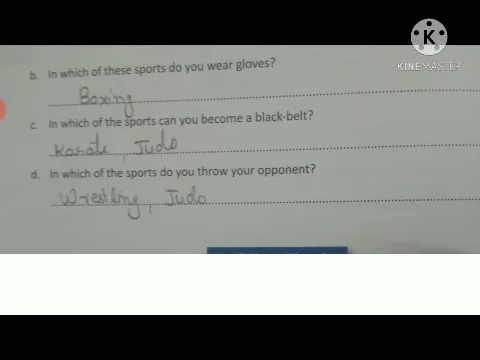 K
KINEMASTER
b. In which of these sports do you wear gloves?
Boxing
c. In which of the sports can you become a black-belt?
Karate, Judo
d. In which of the sports do you throw your opponent?
Wrestling, Judo